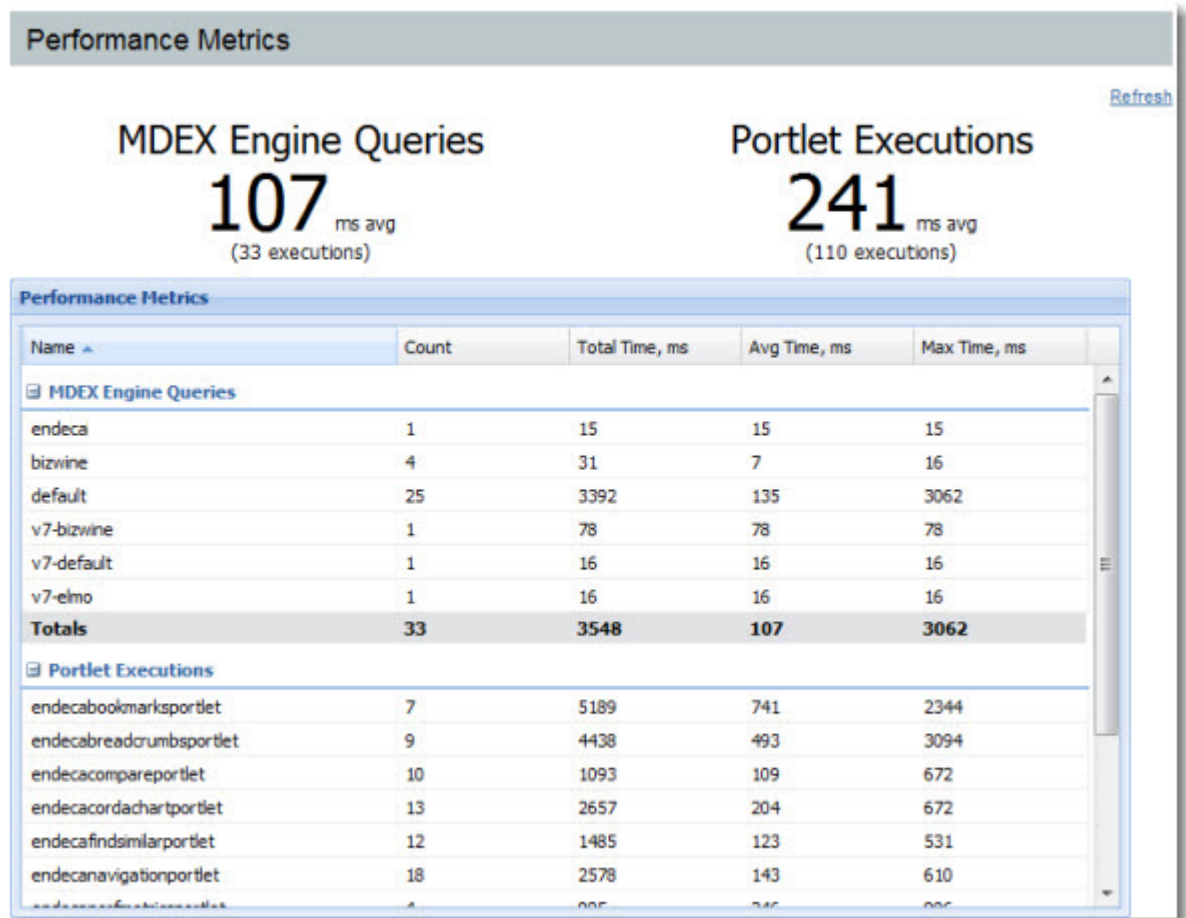 Performance Metrics
Refresh
MDEX Engine Queries
107 ms avg
(33 executions)
Portlet Executions
241 ms avg
(110 executions)
Performance Metrics
Name Count Total Time, ms Avg Time, ms Max Time, ms
MDEX Engine Queries
endeca 1 15 15 15
bizwine 4 31 7 16
default 25 3392 135 3062
v7-bizwine 1 78 78 78
v7-default 1 16 16 16
v7-elmo 1 16 16 16
Totals 33 3548 107 3062
Portlet Executions
endecabookmarksportlet 7 5189 741 2344
endecabreadcrumbsportlet 9 4438 493 3094
endecacompareportlet 10 1093 109 672
endecacordachartportlet 13 2657 204 672
endecafindsimilarportlet 12 1485 123 531
endecanavigationportlet 18 2578 143 610